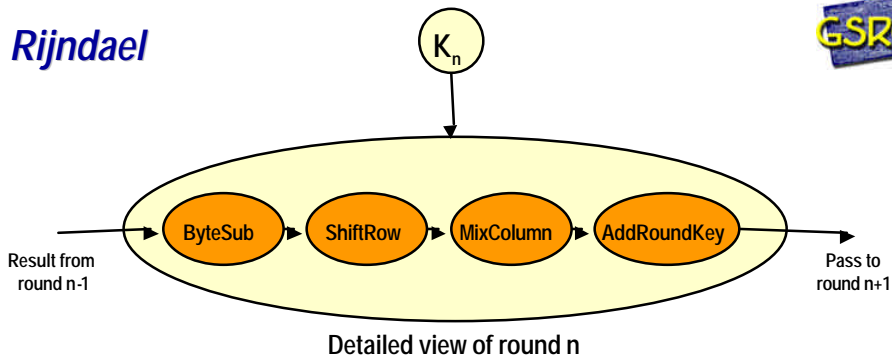 Rijndael
Kn
GSR
ByteSub
ShiftRow
MixColumn
AddRoundKey
Result from
round n-1
Pass to
round n+1
Detailed view of round n